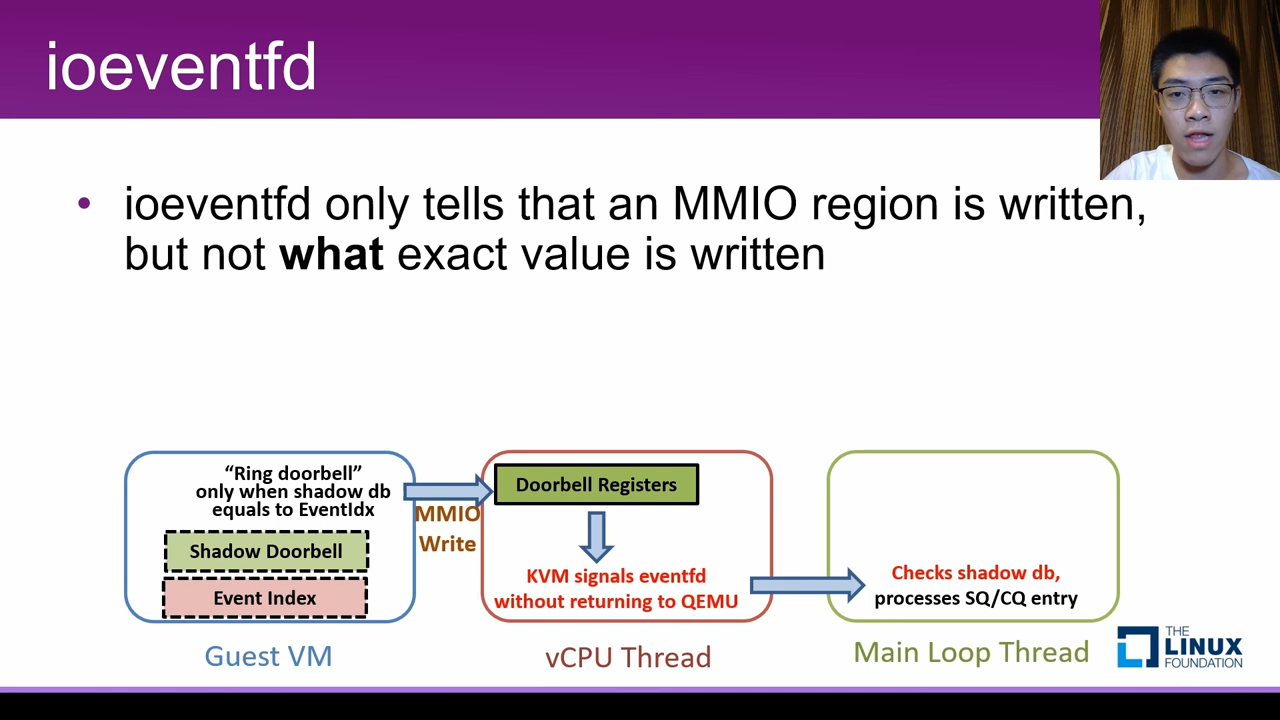 ioeventfd
• ioeventfd only tells that an MMIO region is written,
but not what exact value is written
“Ring doorbell”
only when shadow db
equals to EventIdx
Shadow Doorbell
Event Index
Guest VM
MMIO
Write
Doorbell Registers
KVM signals eventfd
without returning to QEMU
vCPU Thread
Checks shadow db,
processes SQ/CQ entry
Main Loop Thread
THE
LINUX
FOUNDATION